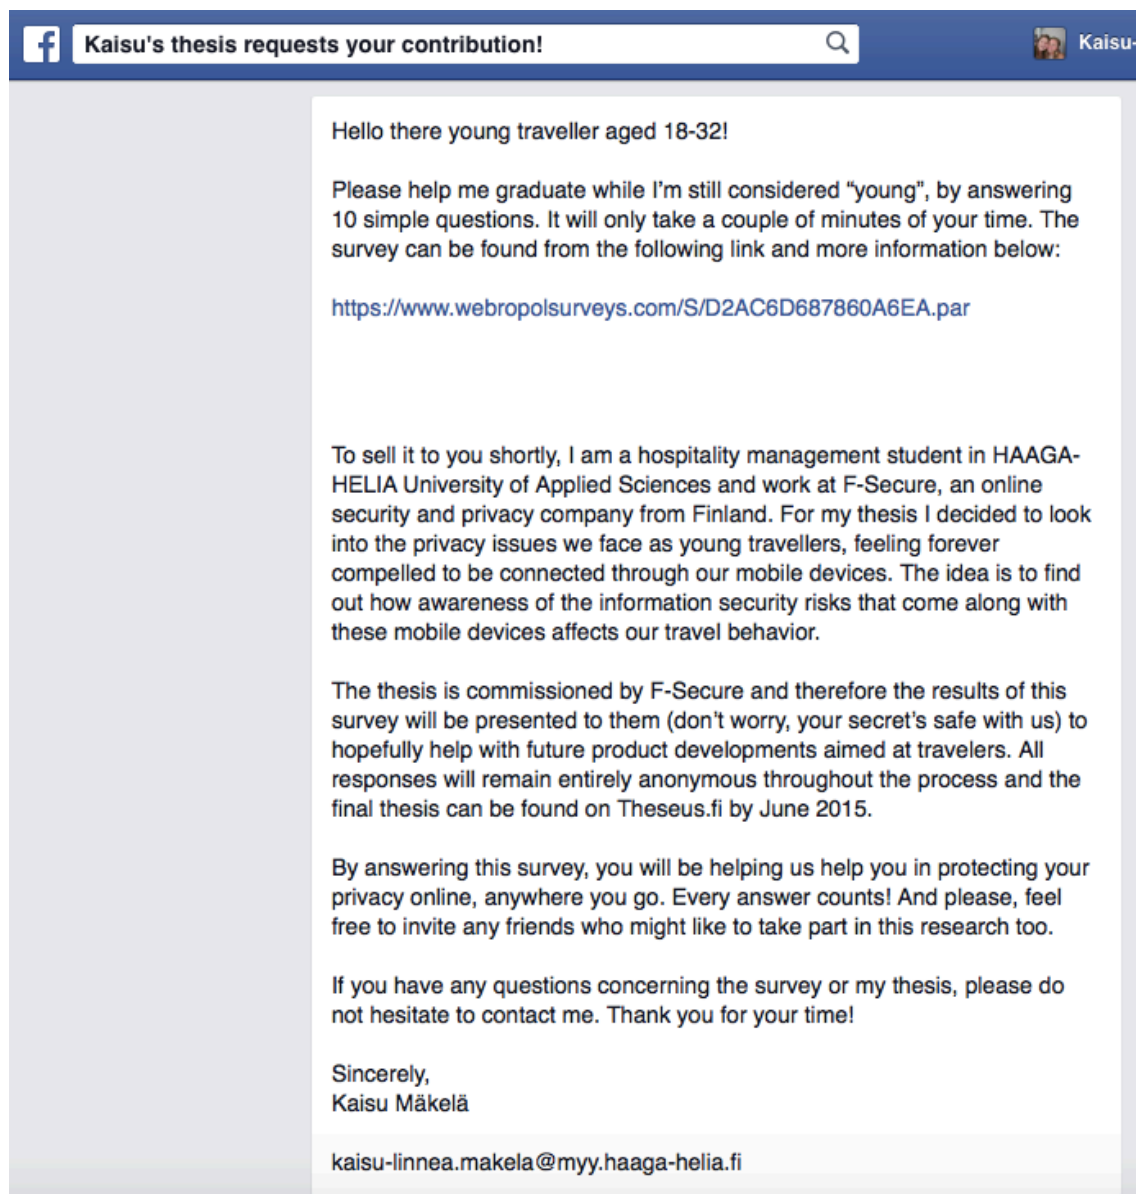 Kaisu's thesis requests your contribution!
Kaisu-
Hello there young traveller aged 18-32!
Please help me graduate while I'm still considered “young”, by answering
10 simple questions. It will only take a couple of minutes of your time. The
survey can be found from the following link and more information below:
https://www.webropolsurveys.com/S/D2AC6D687860A6EA.par
To sell it to you shortly, I am a hospitality management student in HAAGA-
HELIA University of Applied Sciences and work at F-Secure, an online
security and privacy company from Finland. For my thesis I decided to look
into the privacy issues we face as young travellers, feeling forever
compelled to be connected through our mobile devices. The idea is to find
out how awareness of the information security risks that come along with
these mobile devices affects our travel behavior.
The thesis is commissioned by F-Secure and therefore the results of this
survey will be presented to them (don't worry, your secret's safe with us) to
hopefully help with future product developments aimed at travelers. All
responses will remain entirely anonymous throughout the process and the
final thesis can be found on Theseus.fi by June 2015.
By answering this survey, you will be helping us help you in protecting your
privacy online, anywhere you go. Every answer counts! And please, feel
free to invite any friends who might like to take part in this research too.
If you have any questions concerning the survey or my thesis, please do
not hesitate to contact me. Thank you for your time!
Sincerely,
Kaisu Mäkelä
kaisu-linnea.makela@myy.haaga-helia.fi